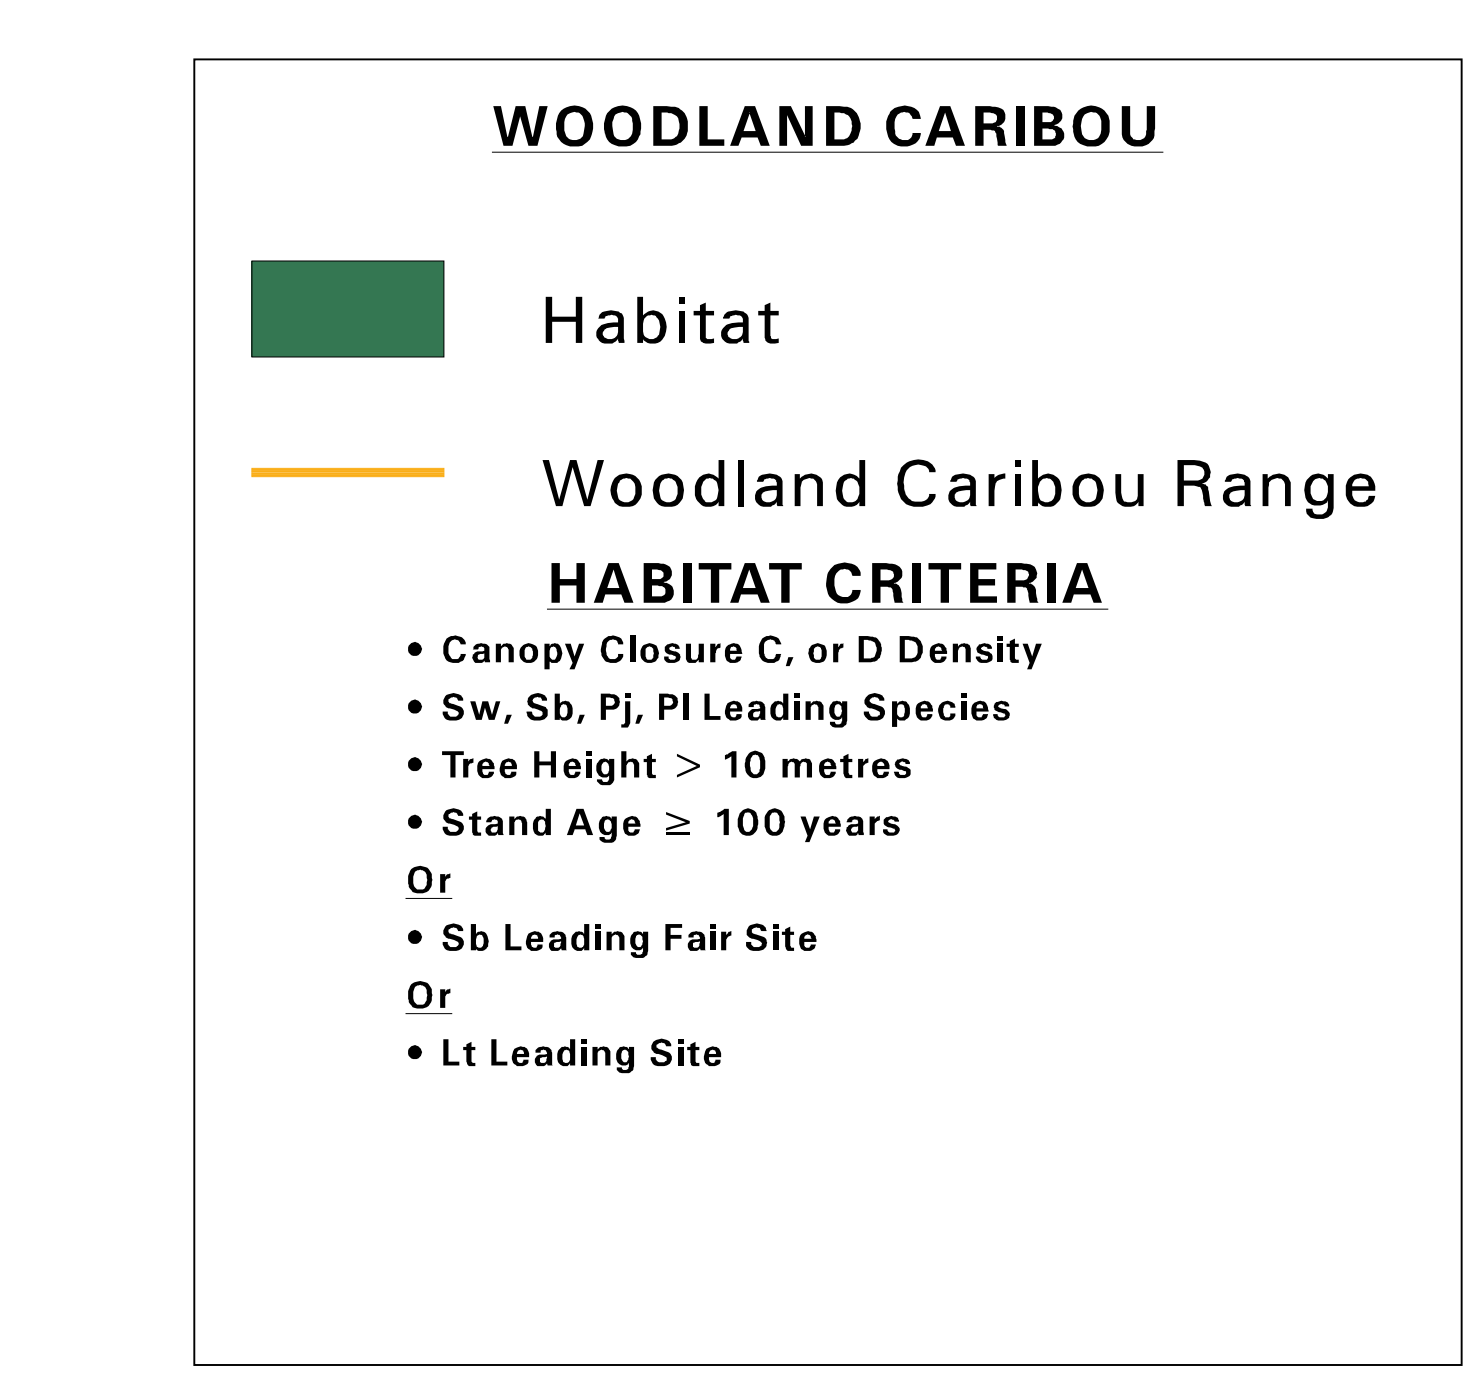 WOODLAND CARIBOU
Habitat
Woodland Caribou Range
HABITAT CRITERIA
• Canopy Closure C, or D Density
• Sw, Sb, Pj, Pl Leading Species
• Tree Height > 10 metres
• Stand Age ≥ 100 years
Or
• Sb Leading Fair Site
Or
• Lt Leading Site